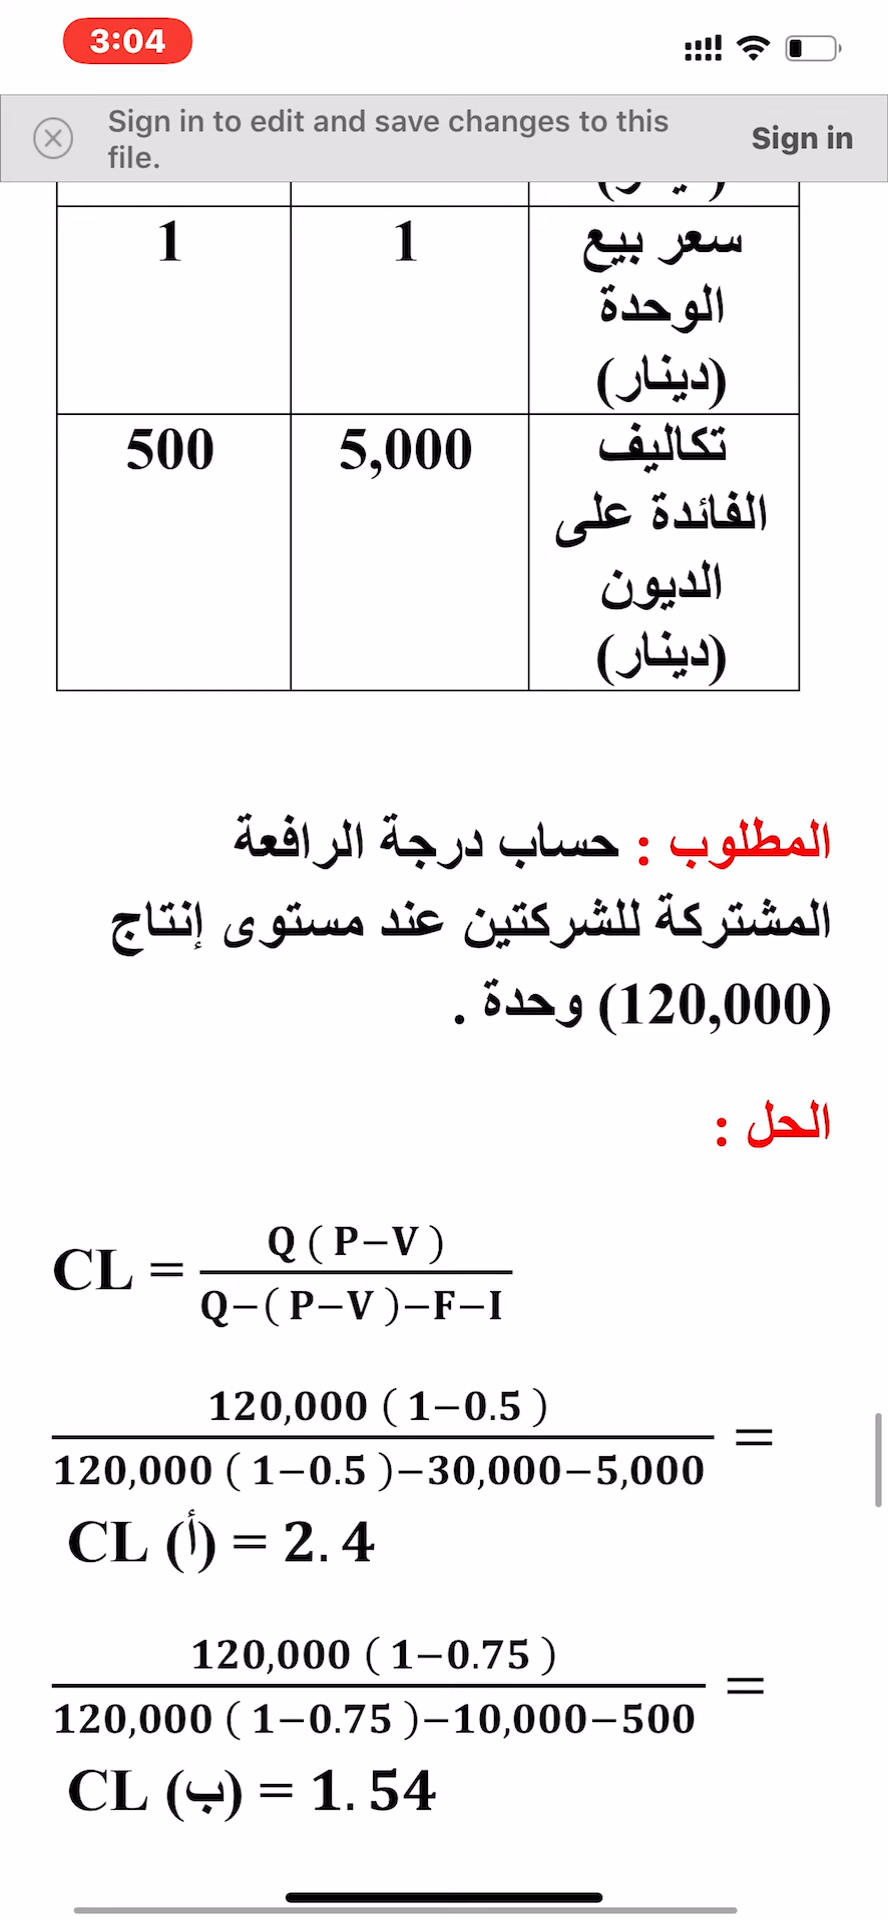 3:04
Sign in to edit and save changes to this
file.
Sign in
سعر بيع 1 1
الوحدة
(دينار)
تكاليف 5,000 500
الفائدة على
الديون
(دينار)
المطلوب : حساب درجة الرافعة
المشتركة للشركتين عند مستوى إنتاج
(120,000) وحدة .
الحل :
CL = Q ( P−V )
Q−( P−V )−F−I
120,000 ( 1−0.5 )
120,000 ( 1−0.5 )−30,000−5,000 =
CL (أ) = 2.4
120,000 ( 1−0.75 )
120,000 ( 1−0.75 )−10,000−500 =
CL (ب) = 1.54